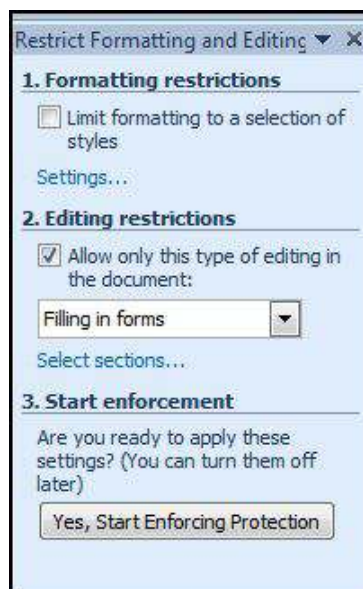 Restrict Formatting and Editing
1. Formatting restrictions
Limit formatting to a selection of
styles
Settings...
2. Editing restrictions
Allow only this type of editing in
the document:
Filling in forms
Select sections...
3. Start enforcement
Are you ready to apply these
settings? (You can turn them off
later)
Yes, Start Enforcing Protection